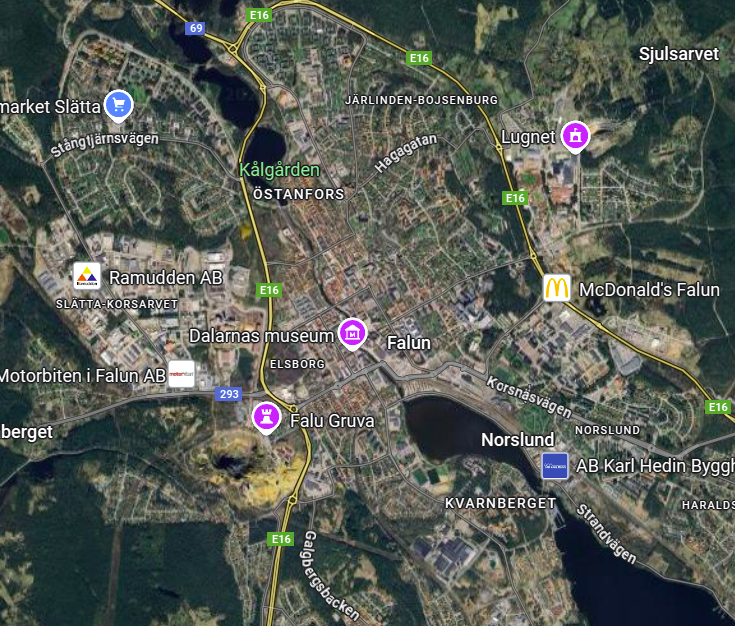 E16
69
E16
Sjulsarvet
market Slätta
JÄRLINDEN-BOJSENBURG
Stångtjärnsvägen
Hagagatan
Lugnet
Kålgården
ÖSTANFORS
E16
Ramudden AB
E16
McDonald's Falun
SLÄTTA-KORSARVET
Dalarnas museum
Falun
ELSBORG
Motorbiten i Falun AB
293
Korsnäsvägen
E16
Falu Gruva
berget
Norslund
NORSLUND
AB Karl Hedin Byggh
KVARNBERGET
HARALDS
Strandvägen
E16
Galgbergsbacken